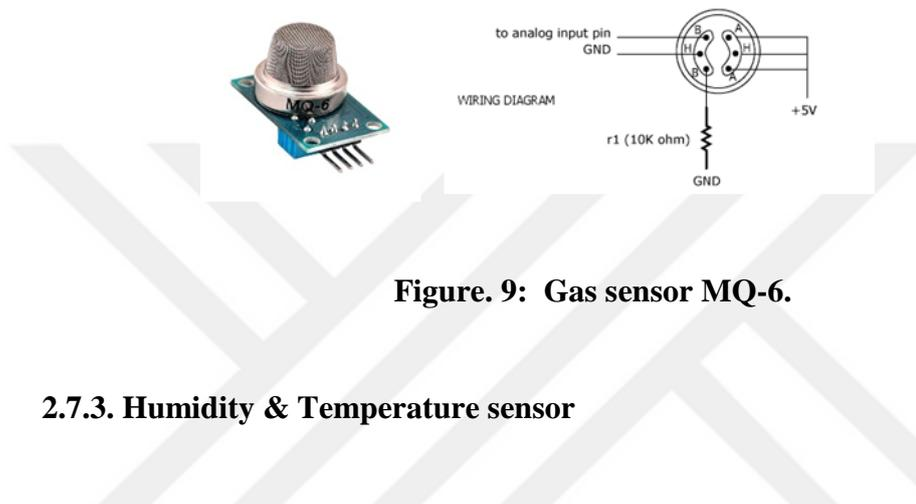 MQ-6
to analog input pin
GND
B
A
H
H
B
A
WIRING DIAGRAM
+5V
r1 (10K ohm)
GND
Figure. 9: Gas sensor MQ-6.
2.7.3. Humidity & Temperature sensor